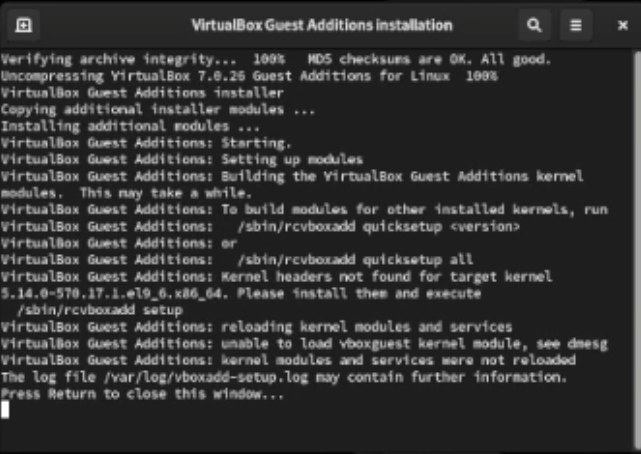 VirtualBox Guest Additions installation
Verifying archive integrity... 100% MD5 checksums are OK. All good.
Uncompressing VirtualBox 7.0.26 Guest Additions for Linux 100%
VirtualBox Guest Additions installer
Copying additional installer modules ...
Installing additional modules ...
VirtualBox Guest Additions: Starting.
VirtualBox Guest Additions: Setting up modules
VirtualBox Guest Additions: Building the VirtualBox Guest Additions kernel
modules. This may take a while.
VirtualBox Guest Additions: To build modules for other installed kernels, run
VirtualBox Guest Additions: /sbin/rcvboxadd quicksetup <version>
VirtualBox Guest Additions: or
VirtualBox Guest Additions: /sbin/rcvboxadd quicksetup all
VirtualBox Guest Additions: Kernel headers not found for target kernel
5.14.0-570.17.1.el9_6.x86_64. Please install them and execute
/sbin/rcvboxadd setup
VirtualBox Guest Additions: reloading kernel modules and services
VirtualBox Guest Additions: unable to load vboxguest kernel module, see dmesg
VirtualBox Guest Additions: kernel modules and services were not reloaded
The log file /var/log/vboxadd-setup.log may contain further information.
Press Return to close this window...